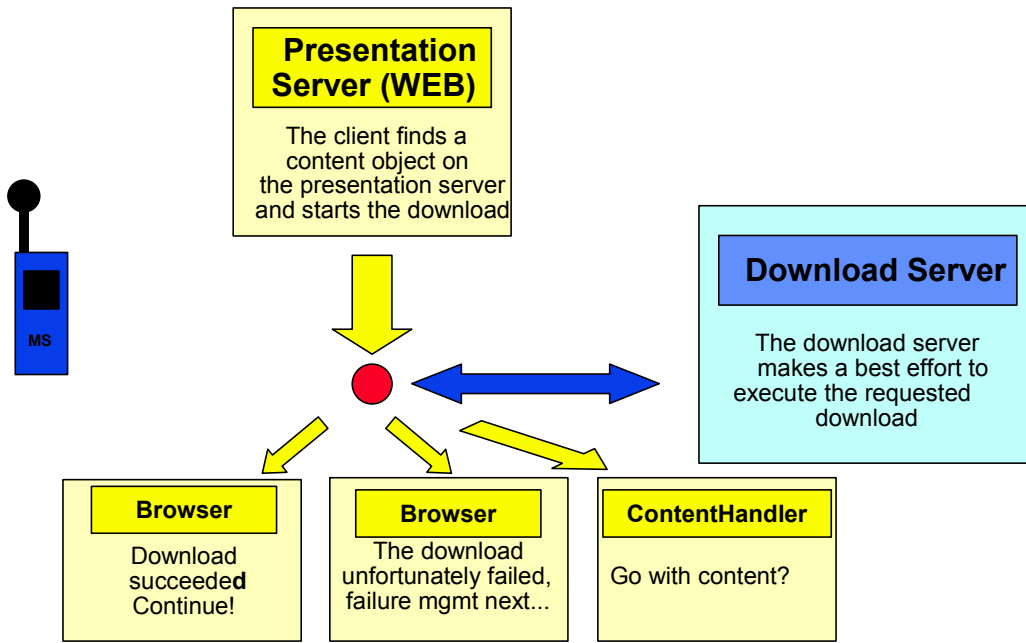 Presentation
Server (WEB)
The client finds a
content object on
the presentation server
and starts the download
MS
Download Server
The download server
makes a best effort to
execute the requested
download
Browser
Download
succeeded
Continue!
Browser
The download
unfortunately failed,
failure mgmt next...
ContentHandler
Go with content?